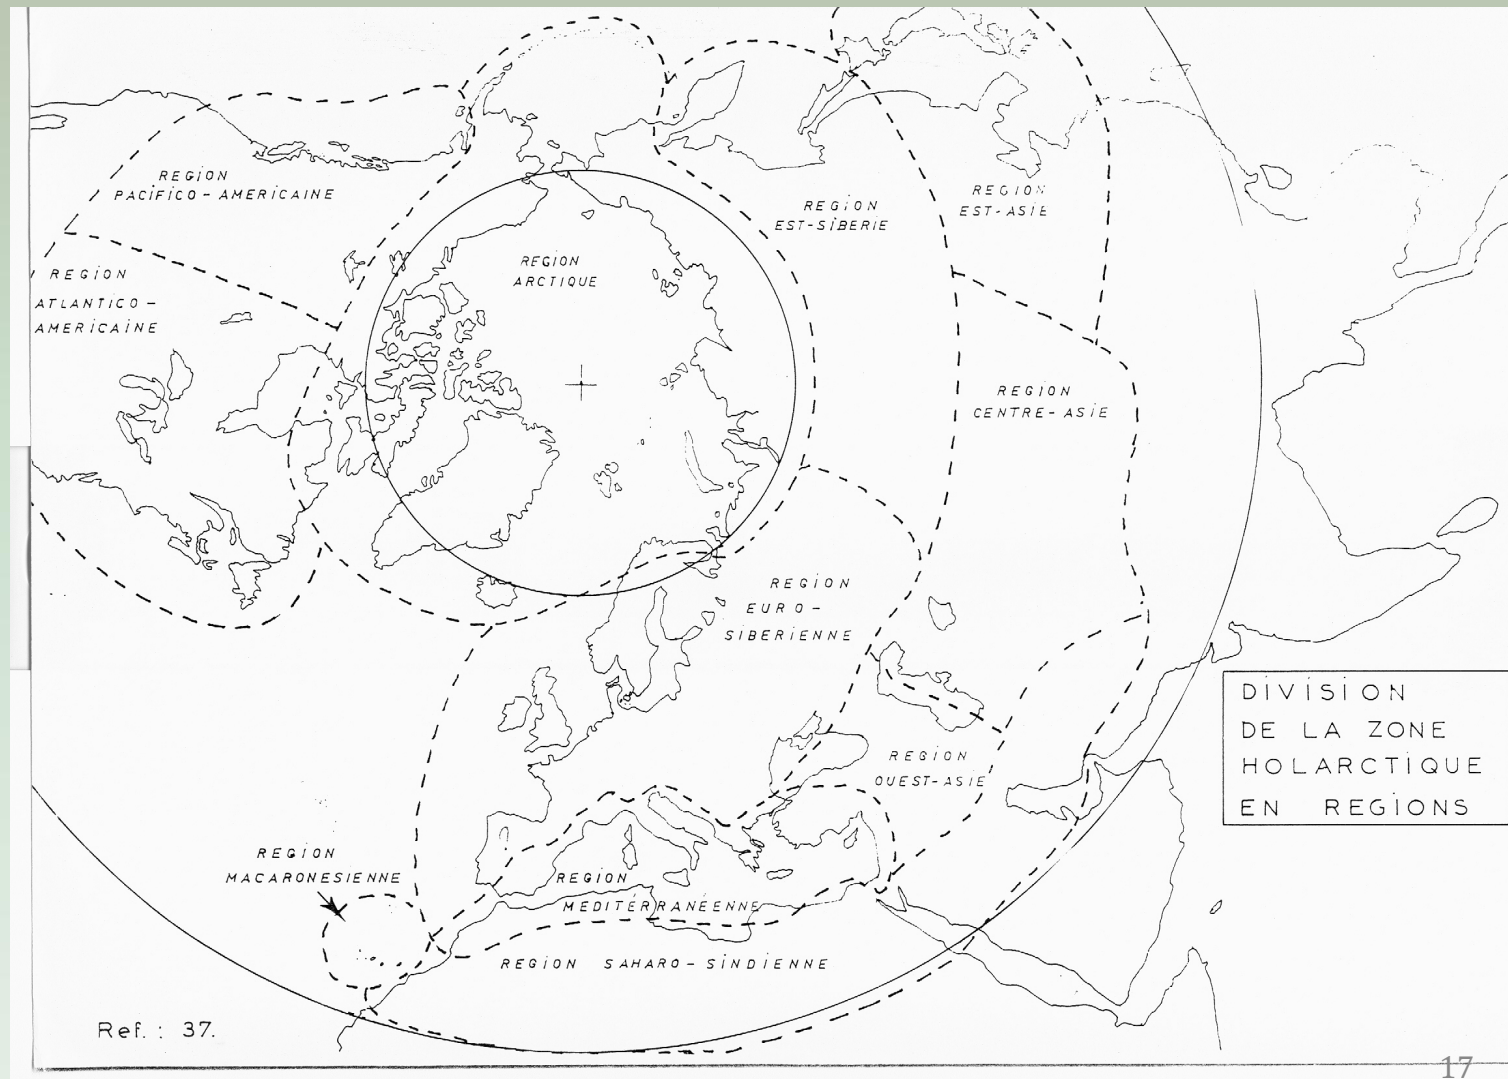 REGiON
PACiFiCO-AMERiCAiNE
REGiON
ATLANTiCO-
AMERiCAiNE
REGiON
ARCTiQUE
REGiON
EST-SiBERiE
REGiON
EST-ASiE
REGiON
CENTRE-ASiE
REGiON
EURO-
SiBERiENNE
REGiON
OUEST-ASiE
REGiON
MACARONESiENNE
REGiON
MEDiTÉRRANÉENNE
REGiON SAHARO-SiNDiENNE
DiViSiON
DE LA ZONE
HOLARCTiQUE
EN REGiONS
Ref. : 37.
17